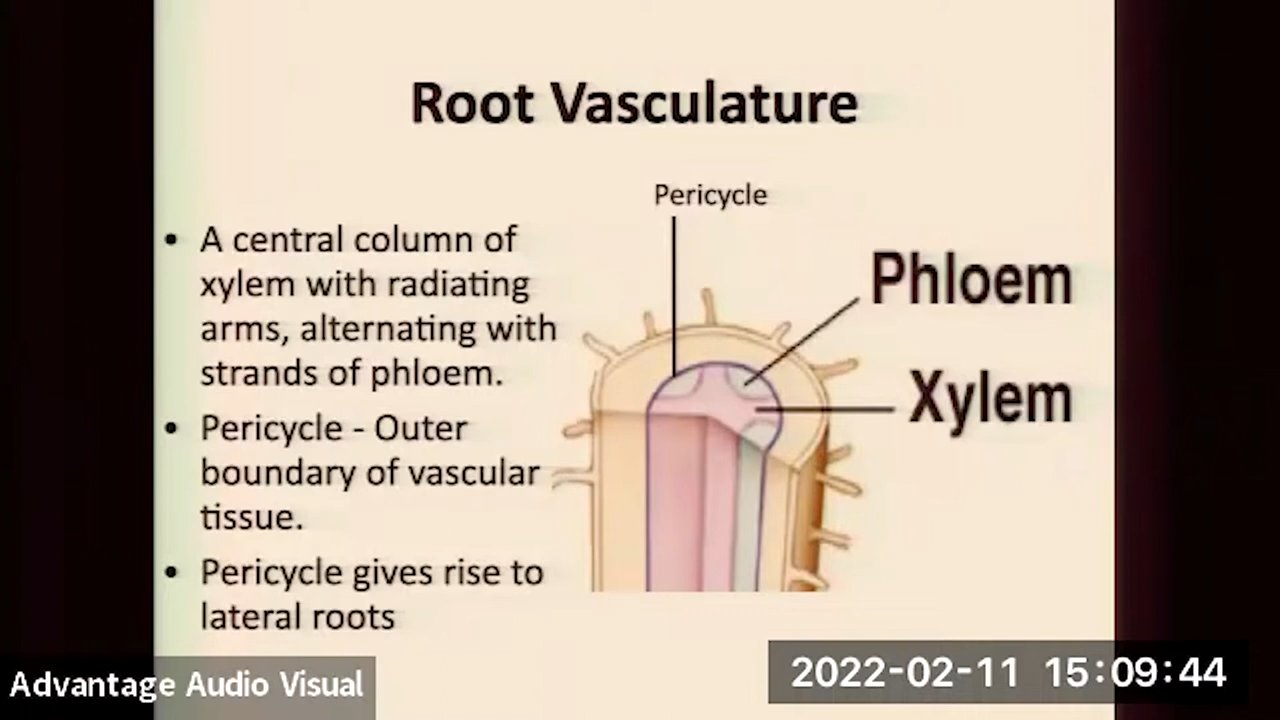 Root Vasculature
• A central column of
xylem with radiating
arms, alternating with
strands of phloem.
• Pericycle - Outer
boundary of vascular
tissue.
• Pericycle gives rise to
lateral roots
Pericycle
Phloem
Xylem
Advantage Audio Visual
2022-02-11 15:09:44